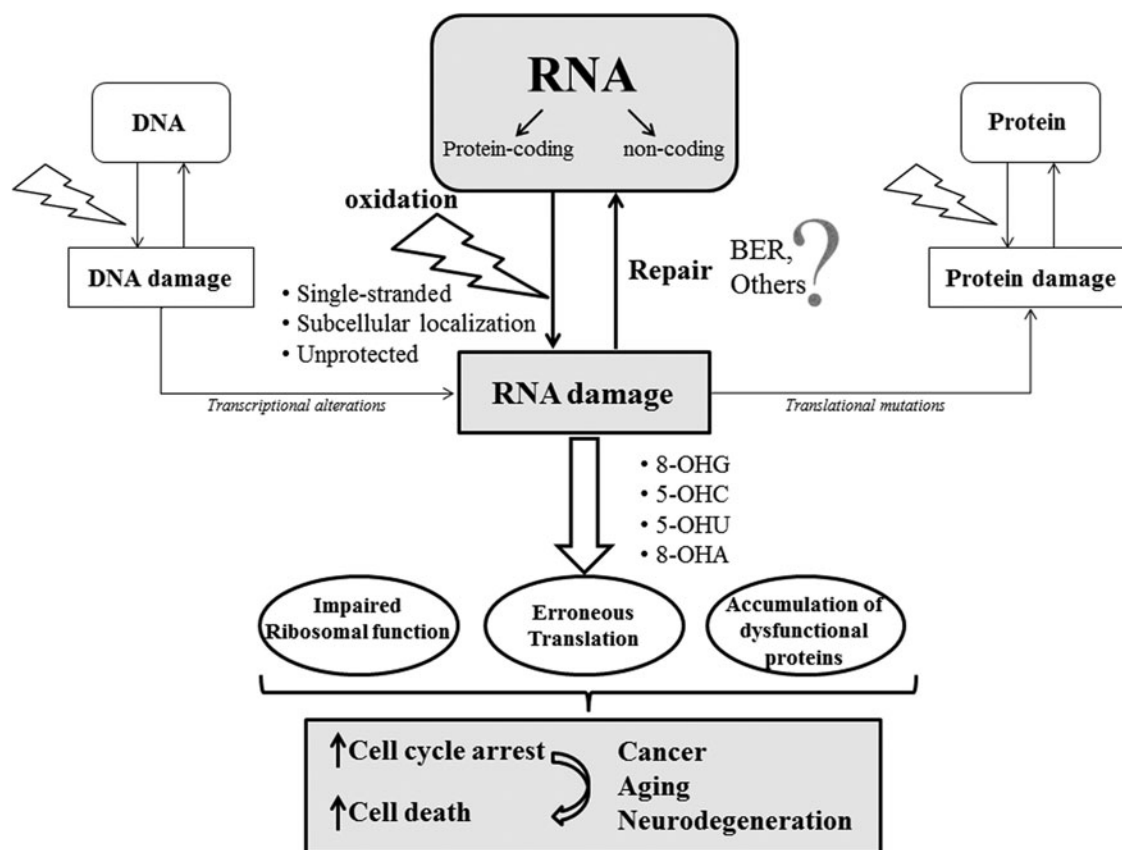 RNA
Protein-coding
non-coding
DNA
Protein
oxidation
Repair
BER,
Others
?
DNA damage
Protein damage
• Single-stranded
• Subcellular localization
• Unprotected
RNA damage
Transcriptional alterations
Translational mutations
• 8-OHG
• 5-OHC
• 5-OHU
• 8-OHA
Impaired
Ribosomal function
Erroneous
Translation
Accumulation of
dysfunctional
proteins
↑Cell cycle arrest
↑Cell death
Cancer
Aging
Neurodegeneration